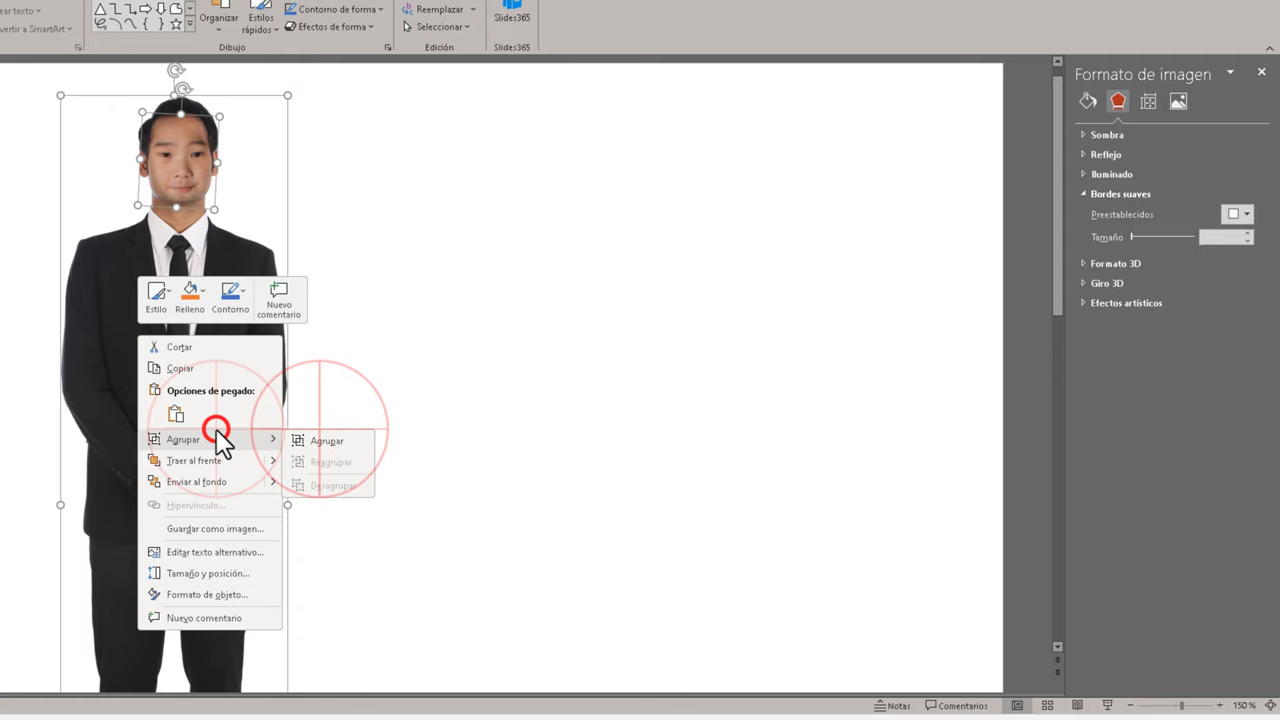 ear texto
vertir a SmartArt
Organizar
Estilos
rápidos
Contorno de forma
Efectos de forma
Dibujo
Reemplazar
Seleccionar
Edición
Slides365
Slides365
Formato de imagen
Sombra
Reflejo
Iluminado
Bordes suaves
Preestablecidos
Tamaño
Formato 3D
Giro 3D
Efectos artísticos
Estilo
Relleno
Contorno
Nuevo
comentario
Cortar
Copiar
Opciones de pegado:
Agrupar
Traer al frente
Enviar al fondo
Hipervínculo...
Guardar como imagen...
Editar texto alternativo...
Tamaño y posición...
Formato de objeto...
Nuevo comentario
Agrupar
Reagrupar
Desagrupar
Notas
Comentarios
150 %